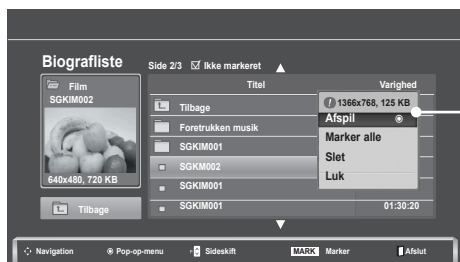 Biografliste
Side 2/3 ☑ Ikke markeret
Film
SGKIM002
640x480, 720 KB
Tilbage
Titel
Varighed
Tilbage
Foretrukken musik
SGKIM001
SGKM002
SGKIM001
SGKIM001
01:30:20
1366x768, 125 KB
Afspil
Marker alle
Slet
Luk
Navigation
Pop-op-menu
Sideskift
MARK Marker
Afslut